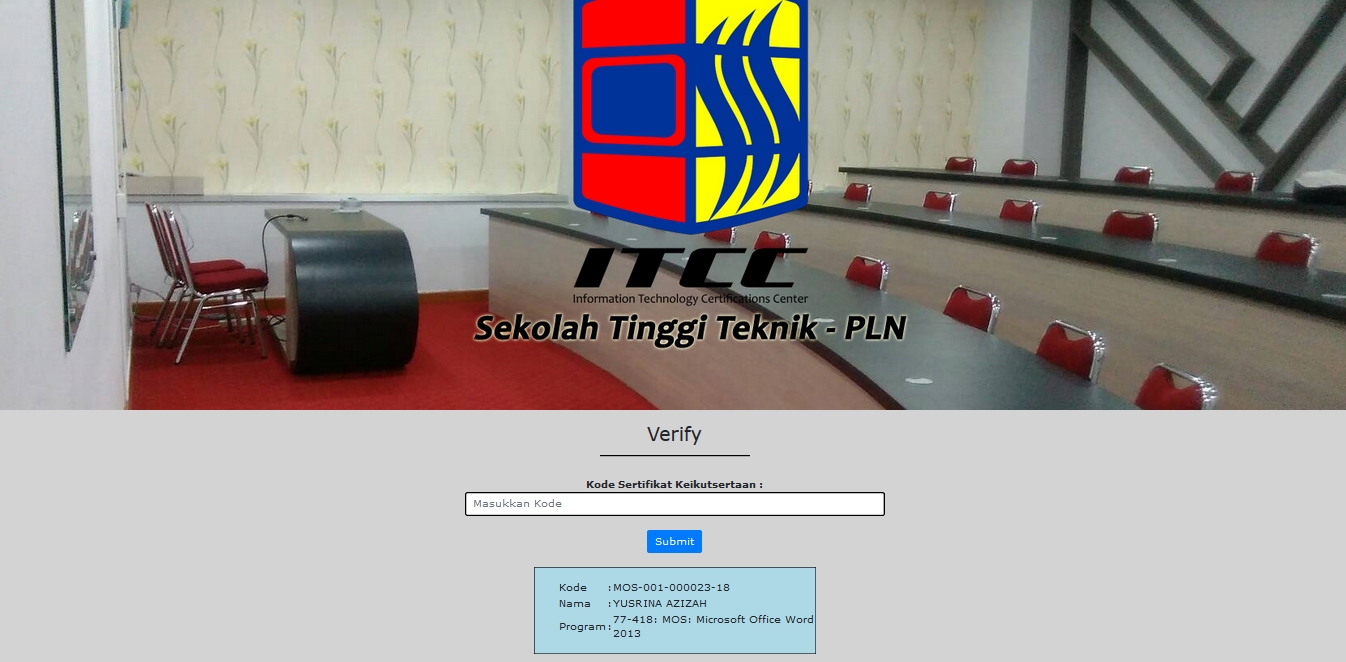 ITCC
Information Technology Certifications Center
Sekolah Tinggi Teknik - PLN
Verify
Kode Sertifikat Keikutsertaan :
Masukkan Kode
Submit
Kode : MOS-001-000023-18
Nama : YUSRINA AZIZAH
Program : 77-418: MOS: Microsoft Office Word
2013